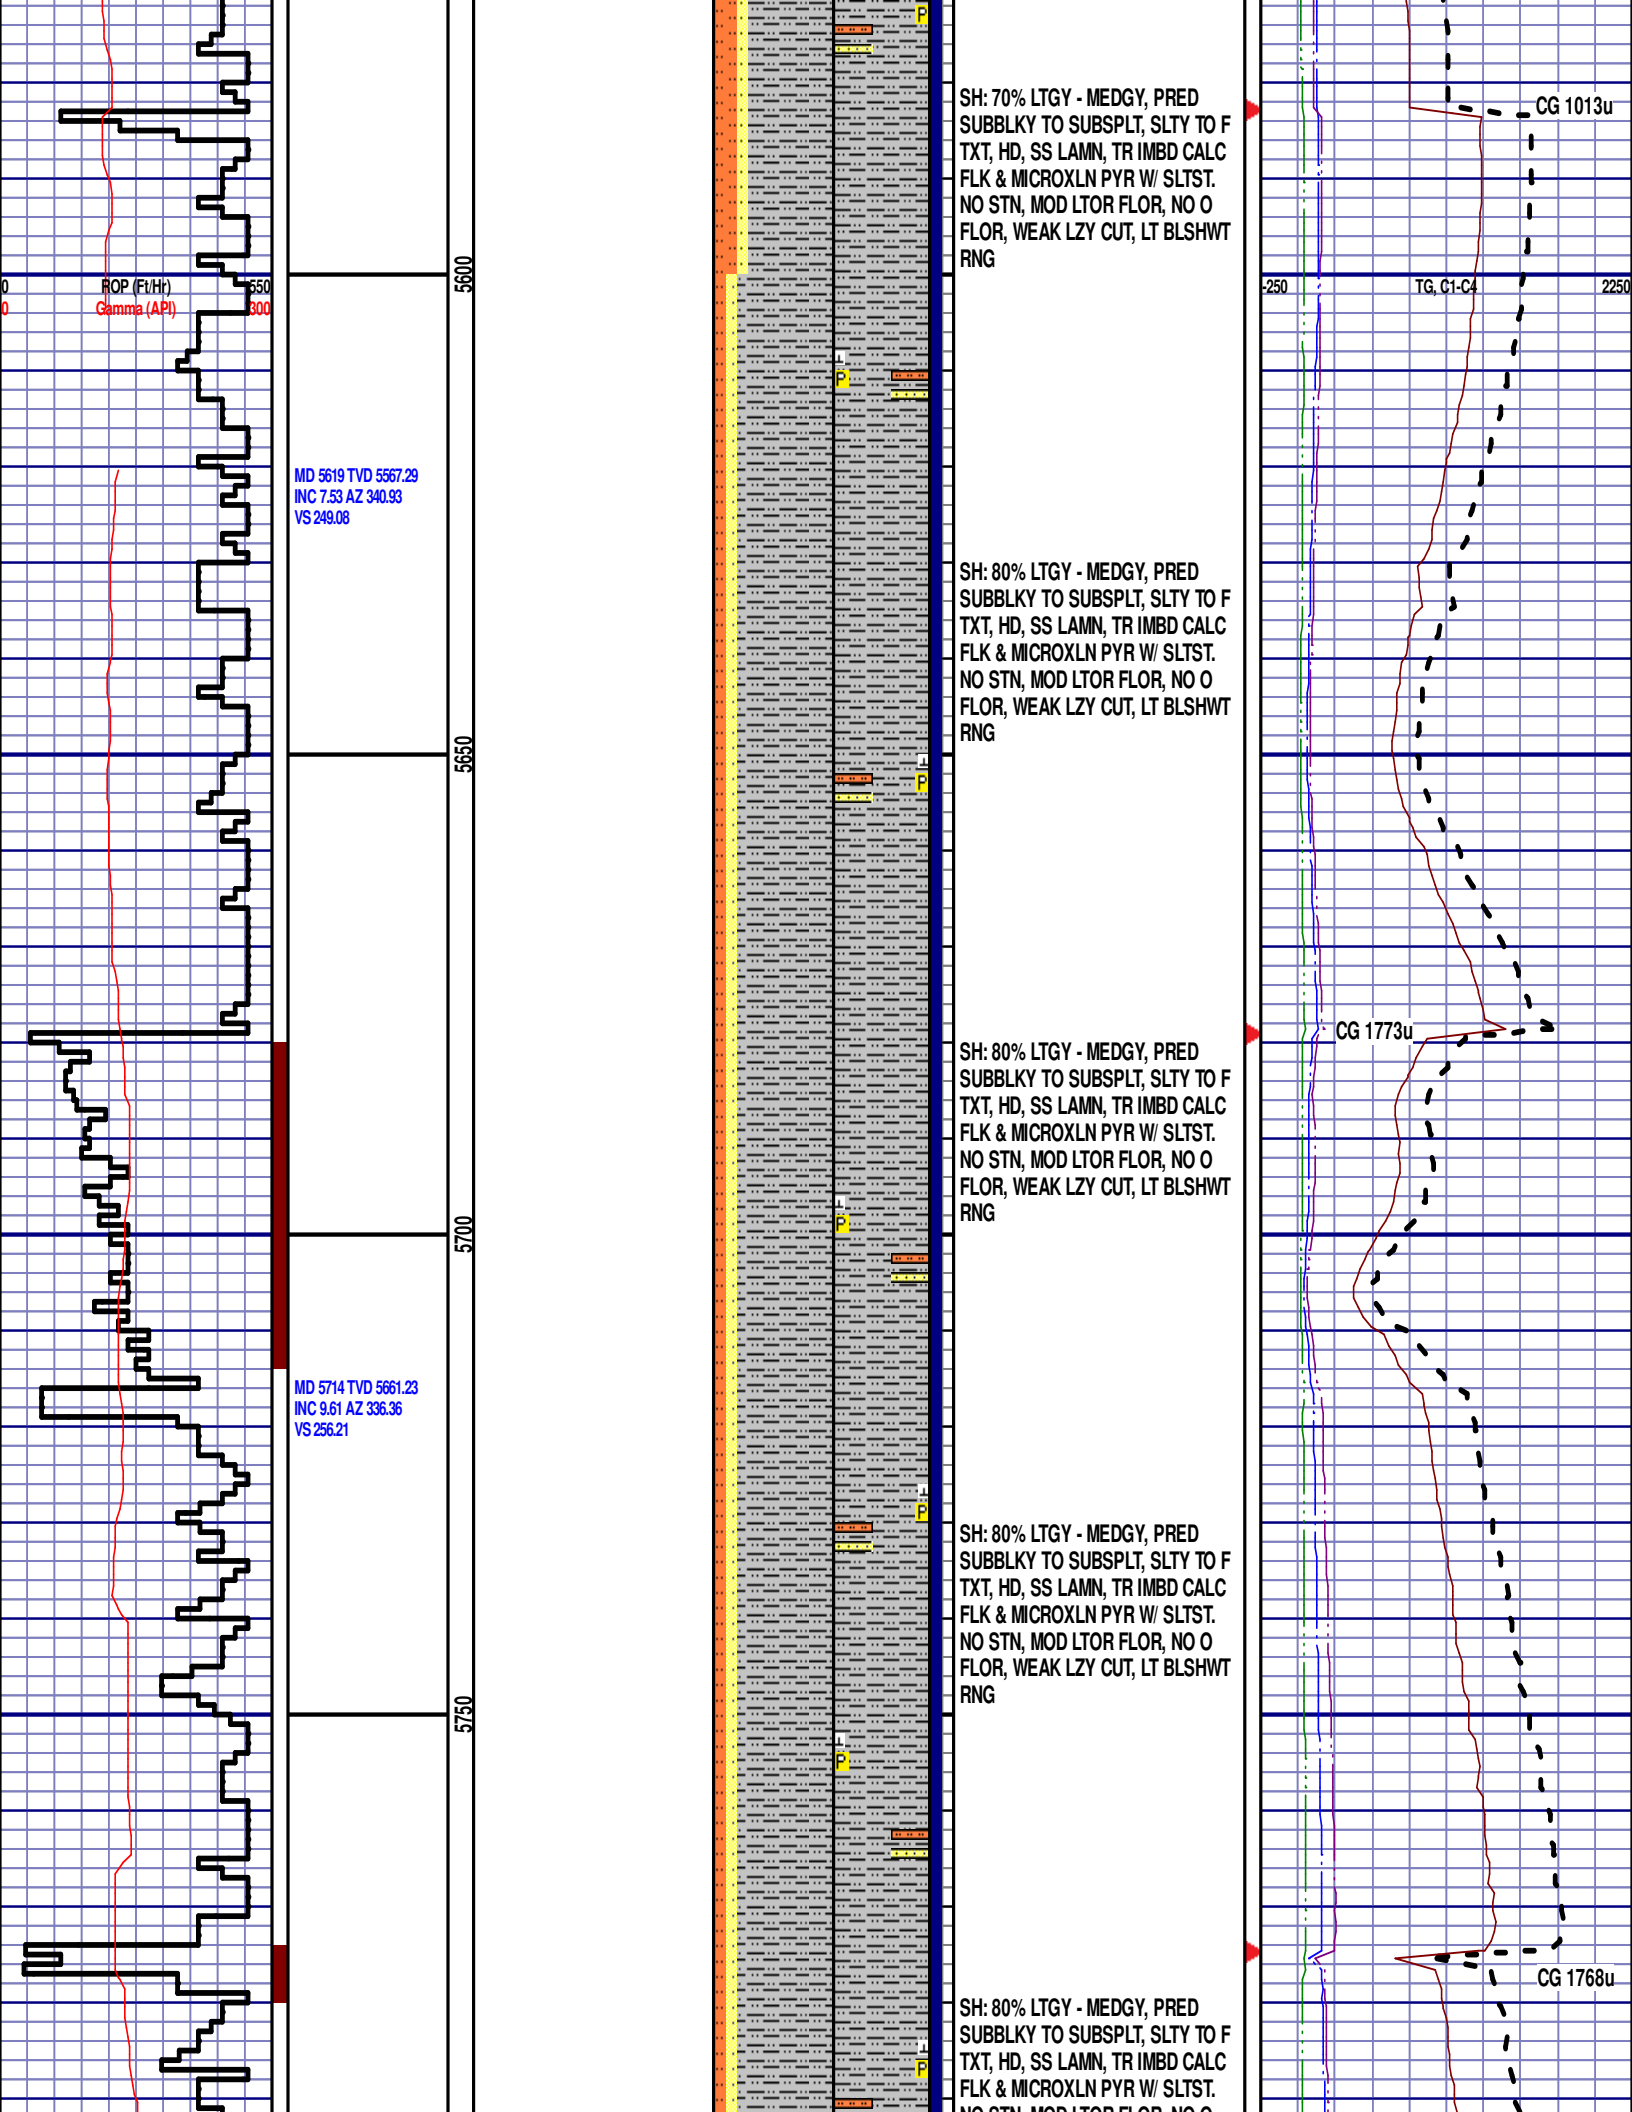 P
SH: 70% LTGY - MEDGY, PRED
SUBBLKY TO SUBSPLT, SLTY TO F
TXT, HD, SS LAMN, TR IMBD CALC
FLK & MICROXLN PYR W/ SLTST.
NO STN, MOD LTOR FLOR, NO O
FLOR, WEAK LZY CUT, LT BLSHWT
RNG
CG 1013u
5600
0 ROP (Ft/Hr) 550
0 Gamma (API) 300
-250 TG, C1-C4 2250
P
MD 5619 TVD 5567.29
INC 7.53 AZ 340.93
VS 249.08
SH: 80% LTGY - MEDGY, PRED
SUBBLKY TO SUBSPLT, SLTY TO F
TXT, HD, SS LAMN, TR IMBD CALC
FLK & MICROXLN PYR W/ SLTST.
NO STN, MOD LTOR FLOR, NO O
FLOR, WEAK LZY CUT, LT BLSHWT
RNG
5650
P
CG 1773u
SH: 80% LTGY - MEDGY, PRED
SUBBLKY TO SUBSPLT, SLTY TO F
TXT, HD, SS LAMN, TR IMBD CALC
FLK & MICROXLN PYR W/ SLTST.
NO STN, MOD LTOR FLOR, NO O
FLOR, WEAK LZY CUT, LT BLSHWT
RNG
P
5700
MD 5714 TVD 5661.23
INC 9.61 AZ 336.36
VS 256.21
P
SH: 80% LTGY - MEDGY, PRED
SUBBLKY TO SUBSPLT, SLTY TO F
TXT, HD, SS LAMN, TR IMBD CALC
FLK & MICROXLN PYR W/ SLTST.
NO STN, MOD LTOR FLOR, NO O
FLOR, WEAK LZY CUT, LT BLSHWT
RNG
5750
P
CG 1768u
SH: 80% LTGY - MEDGY, PRED
SUBBLKY TO SUBSPLT, SLTY TO F
TXT, HD, SS LAMN, TR IMBD CALC
FLK & MICROXLN PYR W/ SLTST.
NO STN, MOD LTOR FLOR, NO O
P